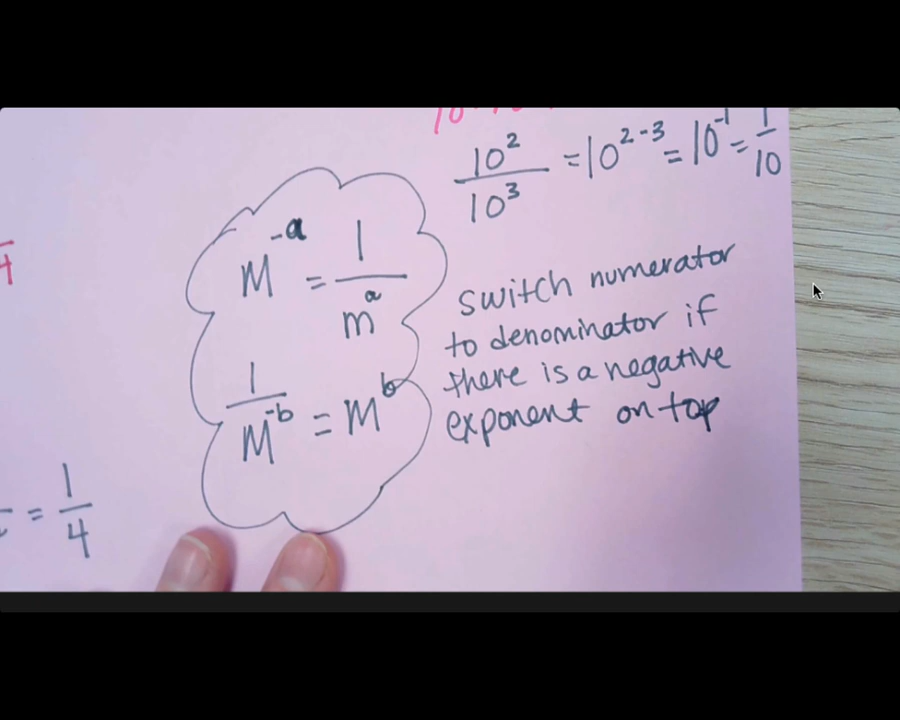 10² / 10³ = 10²⁻³ = 10⁻¹ = 1/10
M⁻ᵃ = 1/mᵃ
1/M⁻ᵇ = Mᵇ
switch numerator
to denominator if
there is a negative
exponent on top
4
= 1/4